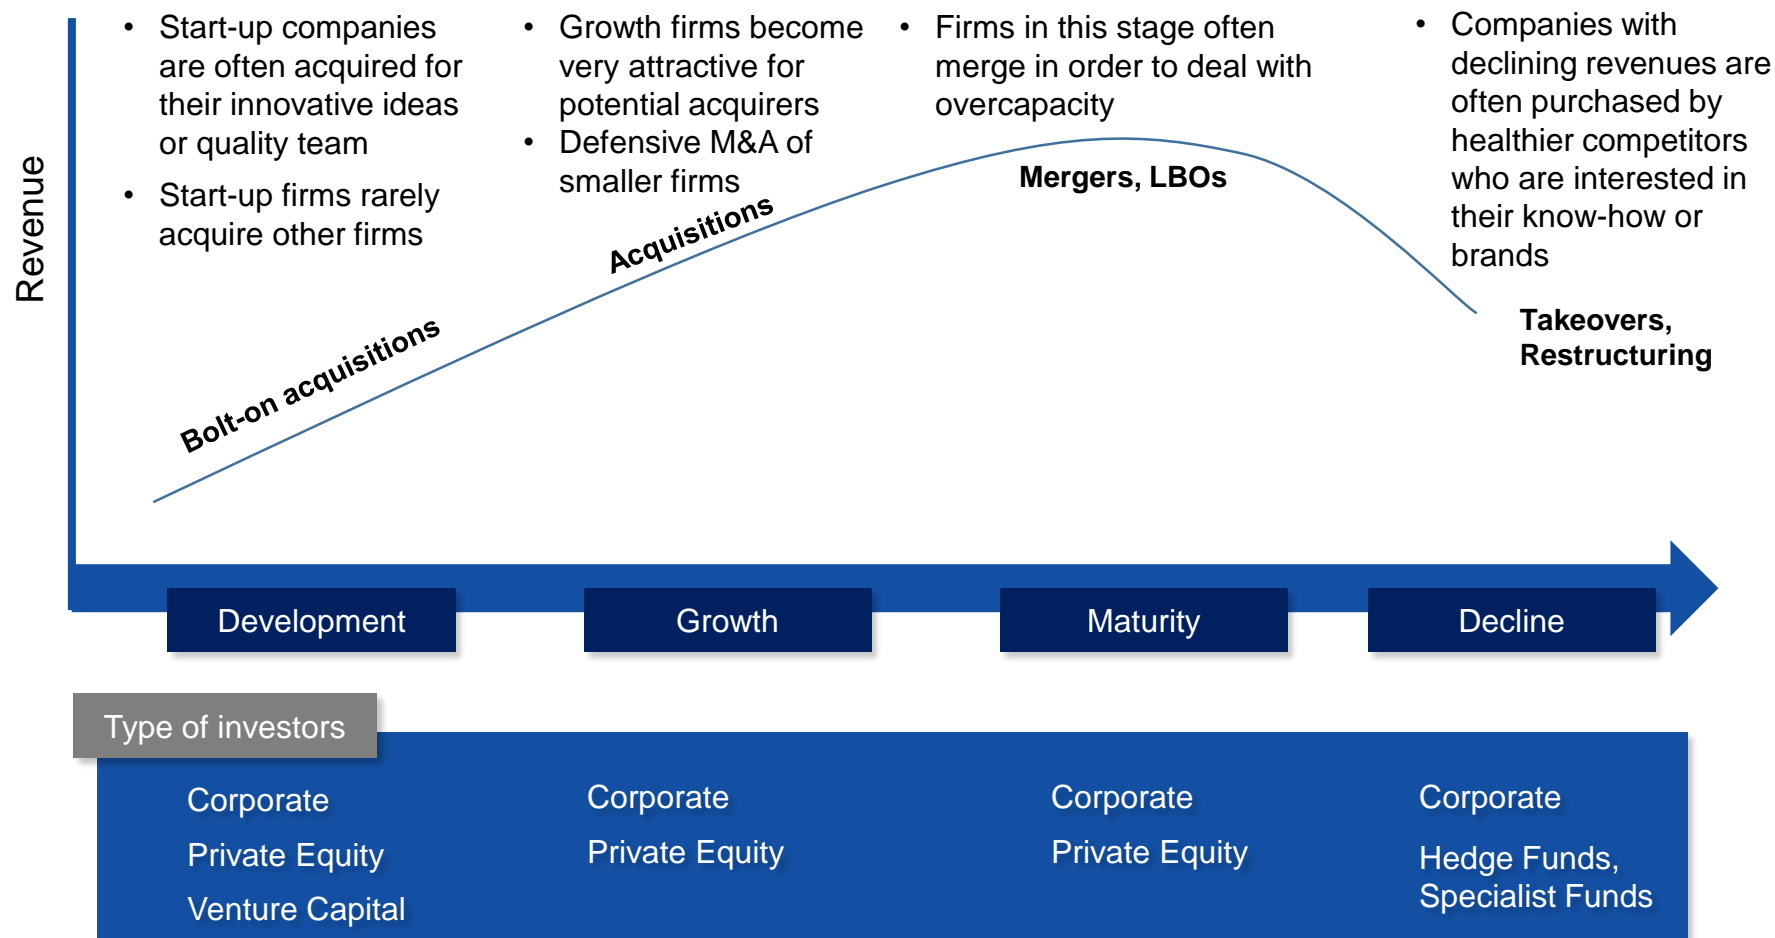 Revenue
• Start-up companies
are often acquired for
their innovative ideas
or quality team
• Start-up firms rarely
acquire other firms
• Growth firms become
very attractive for
potential acquirers
• Defensive M&A of
smaller firms
• Firms in this stage often
merge in order to deal with
overcapacity
• Companies with
declining revenues are
often purchased by
healthier competitors
who are interested in
their know-how or
brands
Bolt-on acquisitions
Acquisitions
Mergers, LBOs
Takeovers,
Restructuring
Development
Growth
Maturity
Decline
Type of investors
Corporate
Private Equity
Venture Capital
Corporate
Private Equity
Corporate
Private Equity
Corporate
Hedge Funds,
Specialist Funds